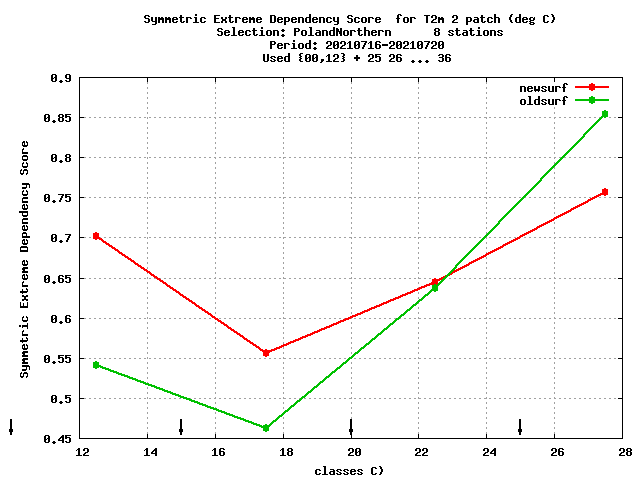 Symmetric Extreme Dependency Score  for T2m 2 patch (deg C)
Selection: PolandNorthern      8 stations
Period: 20210716-20210720
Used {00,12} + 25 26 ... 36
0.9
newsurf
oldsurf
0.85
0.8
0.75
0.7
0.65
0.6
0.55
0.5
0.45
Symmetric Extreme Dependency Score
12 14 16 18 20 22 24 26 28
classes C)